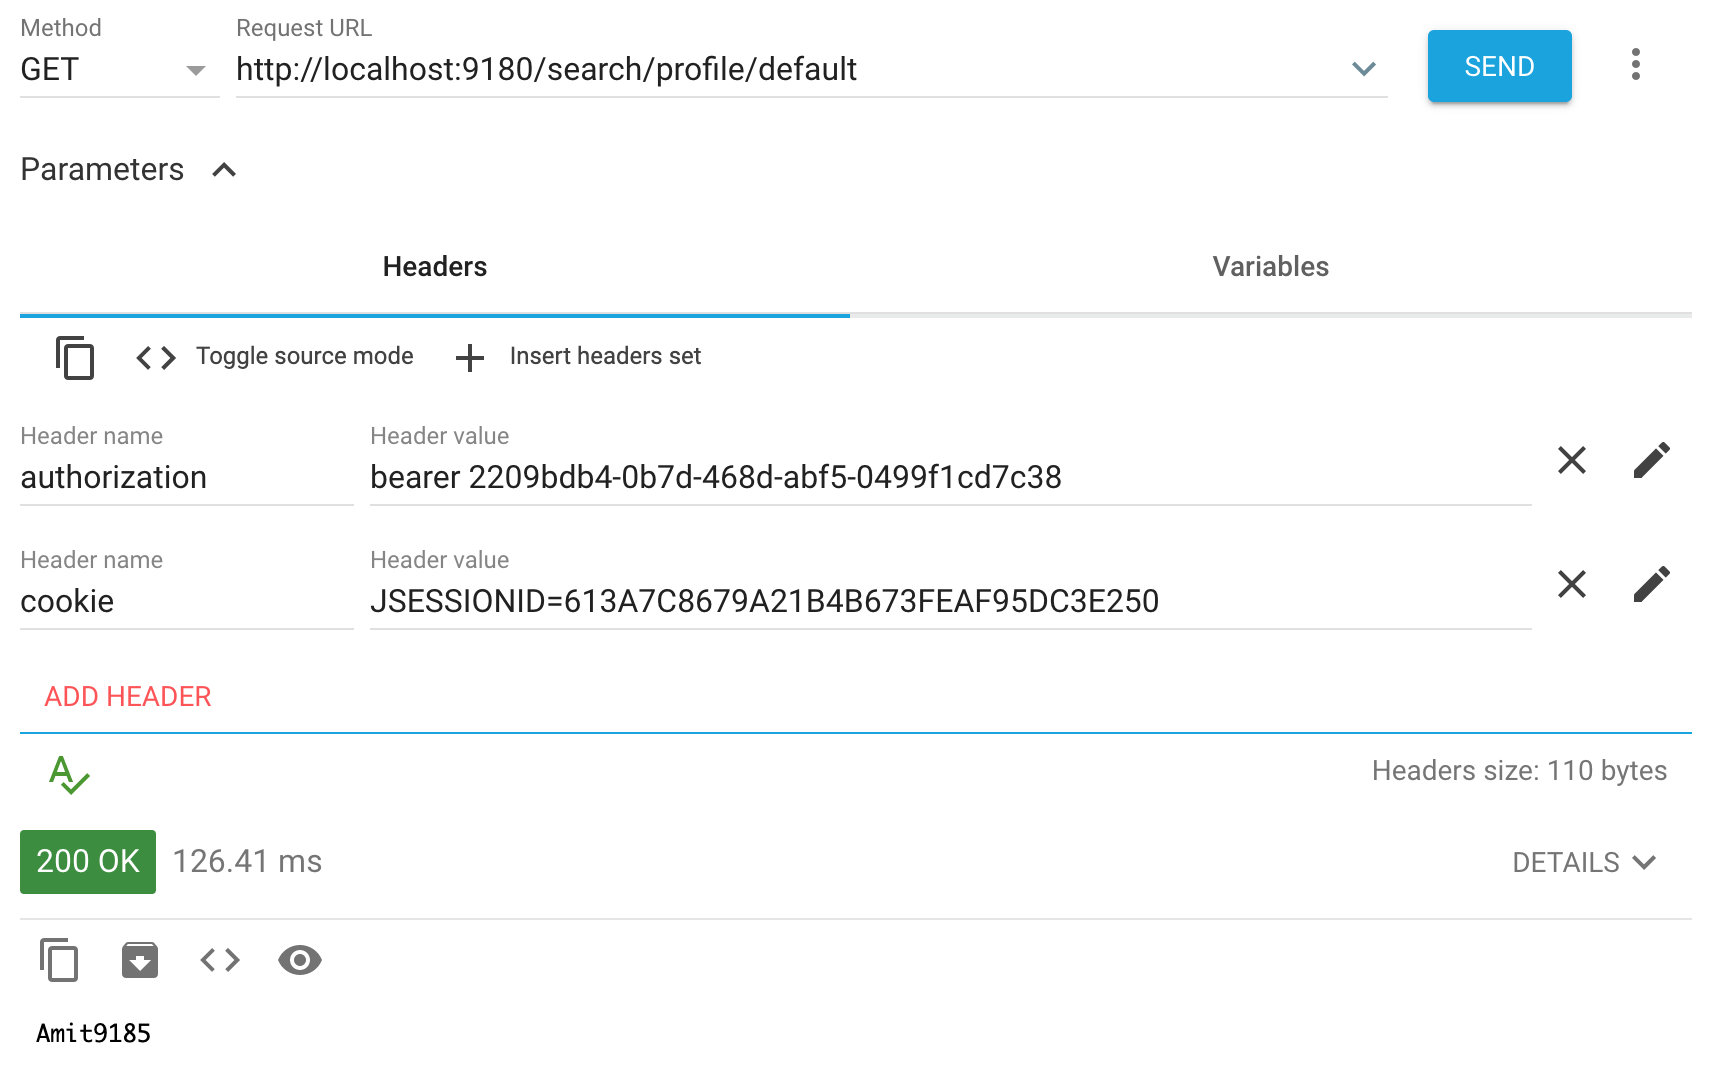 Method
Request URL
GET
http://localhost:9180/search/profile/default
SEND
Parameters
Headers
Variables
Toggle source mode
Insert headers set
Header name
Header value
authorization
bearer 2209bdb4-0b7d-468d-abf5-0499f1cd7c38
Header name
Header value
cookie
JSESSIONID=613A7C8679A21B4B673FEAF95DC3E250
ADD HEADER
Headers size: 110 bytes
200 OK
126.41 ms
DETAILS
Amit9185